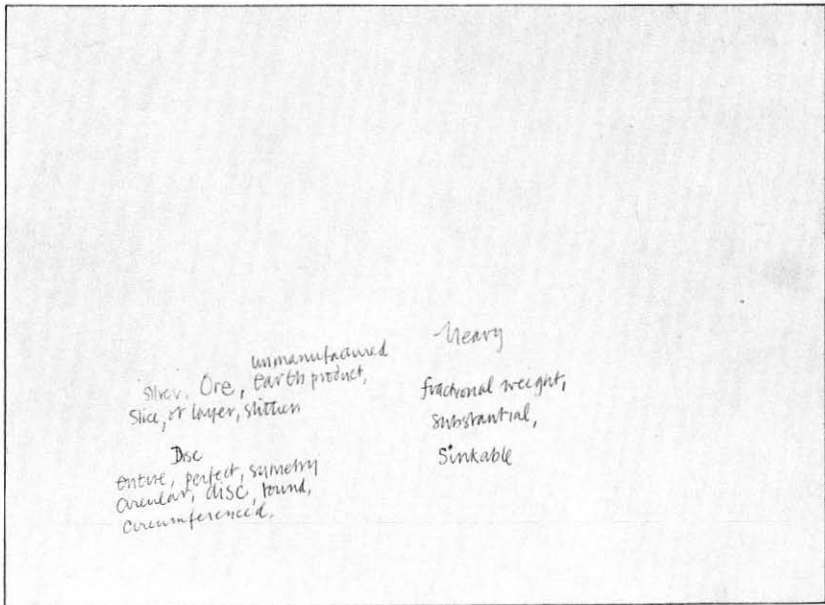 unmanufactured
Silver, Ore, earth product,
Slice, or layer, slitten
Disc
entire, perfect, symetry
circular, disc, round,
circumferenced,
heavy
fractional weight,
substantial,
Sinkable